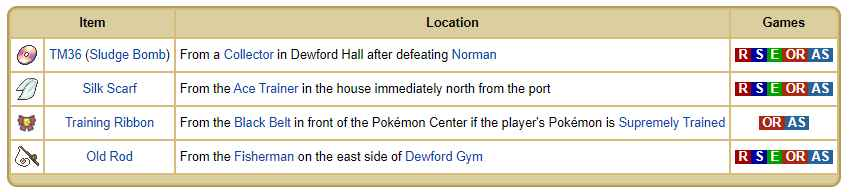 Item Location Games
TM36 (Sludge Bomb) From a Collector in Dewford Hall after defeating Norman R S E OR AS
Silk Scarf From the Ace Trainer in the house immediately north from the port R S E OR AS
Training Ribbon From the Black Belt in front of the Pokémon Center if the player's Pokémon is Supremely Trained OR AS
Old Rod From the Fisherman on the east side of Dewford Gym R S E OR AS